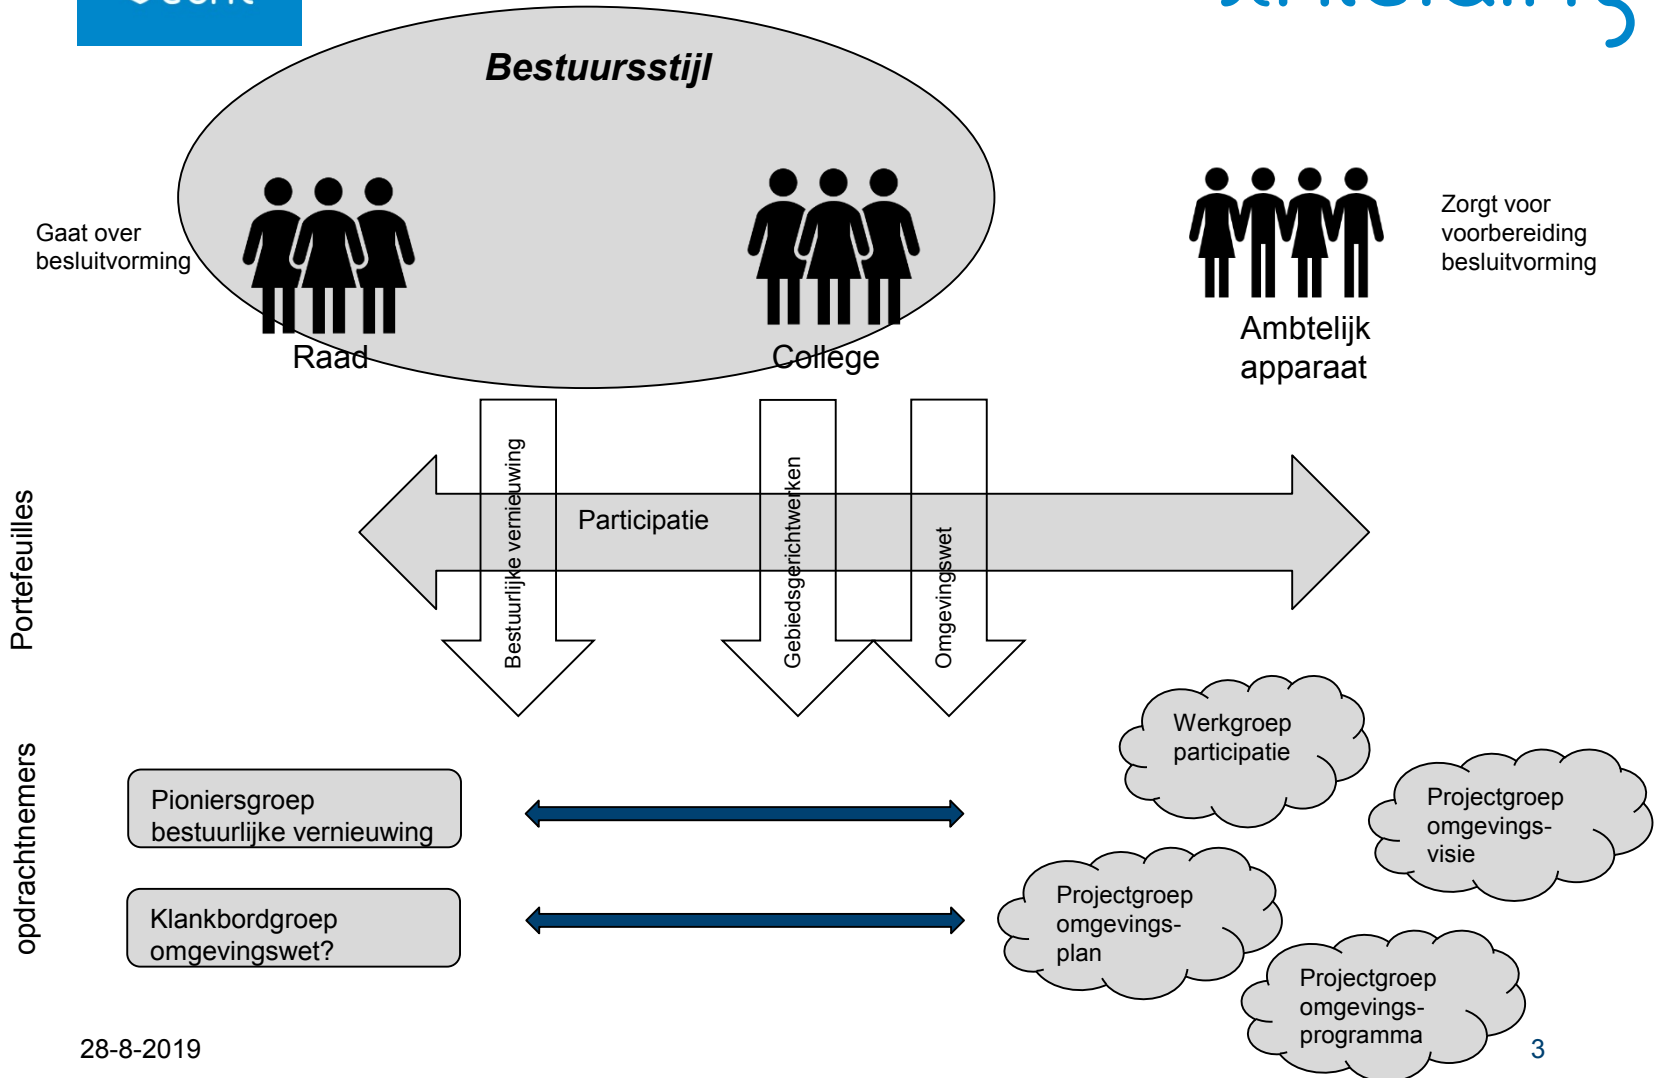 Bestuursstijl
Gaat over
besluitvorming
Zorgt voor
voorbereiding
besluitvorming
Raad
College
Ambtelijk
apparaat
Portefeuilles
Bestuurlijke vernieuwing
Participatie
Gebiedsgerichtwerken
Omgevingswet
opdrachtnemers
Pioniersgroep
bestuurlijke vernieuwing
Klankbordgroep
omgevingswet?
Werkgroep
participatie
Projectgroep
omgevings-
visie
Projectgroep
omgevings-
plan
Projectgroep
omgevings-
programma
28-8-2019
3